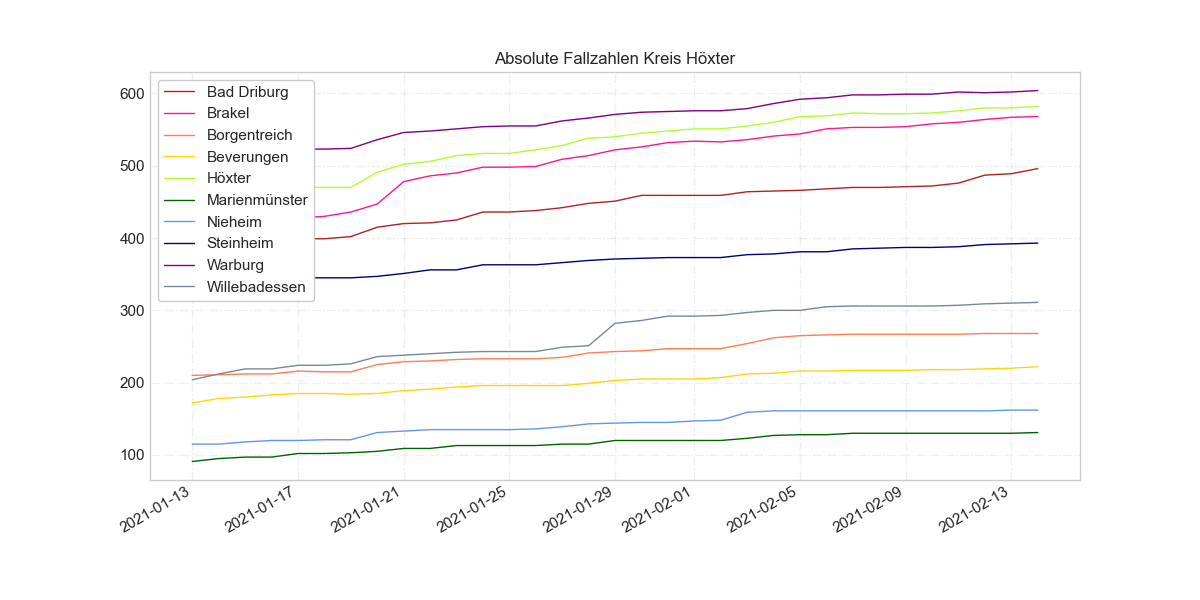 Absolute Fallzahlen Kreis Höxter
600
500
400
300
200
100
Bad Driburg
Brakel
Borgentreich
Beverungen
Höxter
Marienmünster
Nieheim
Steinheim
Warburg
Willebadessen
2021-01-13
2021-01-17
2021-01-21
2021-01-25
2021-01-29
2021-02-01
2021-02-05
2021-02-09
2021-02-13